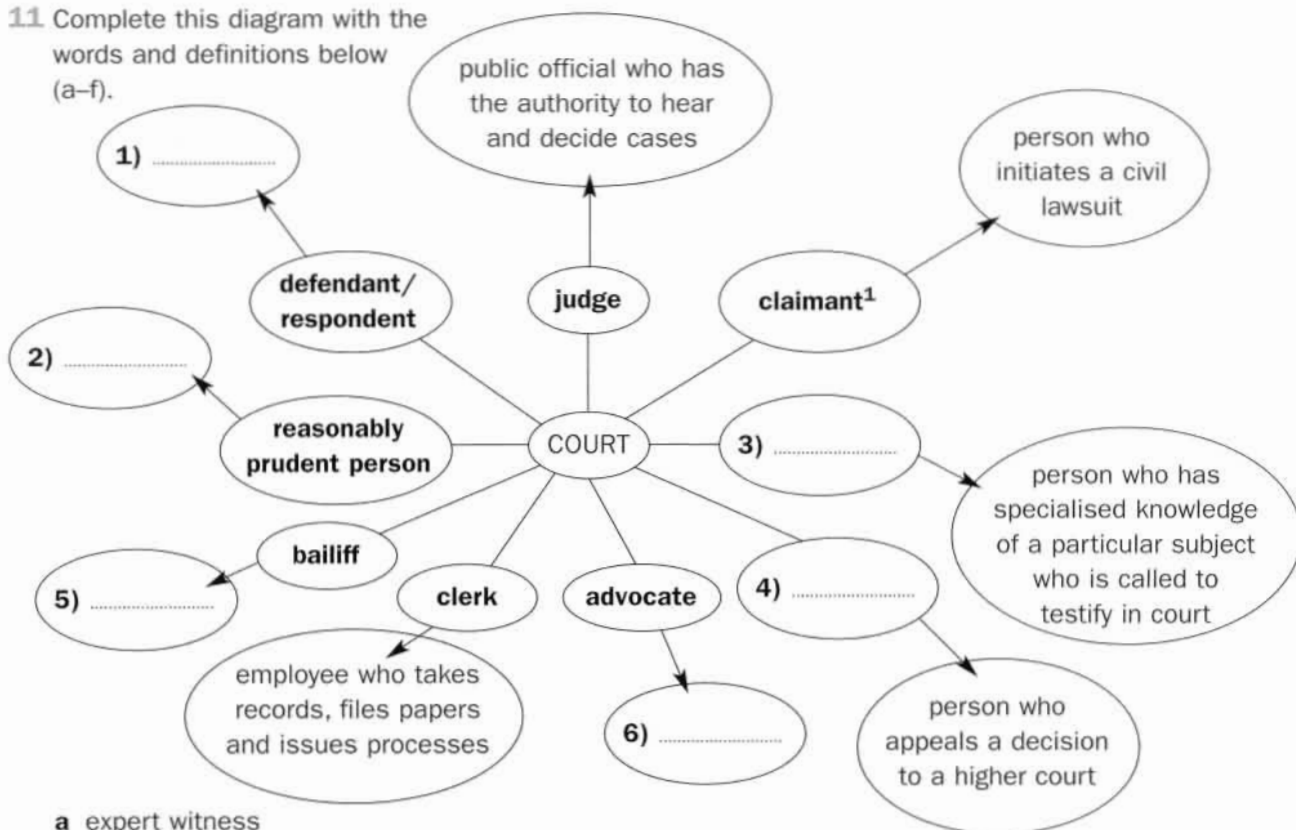 11 Complete this diagram with the
words and definitions below
(a–f).
public official who has
the authority to hear
and decide cases
person who
initiates a civil
lawsuit
1) ....................
defendant/
respondent
judge
claimant¹
2) ....................
reasonably
prudent person
COURT
3) ....................
person who has
specialised knowledge
of a particular subject
who is called to
testify in court
bailiff
5) ....................
clerk
advocate
4) ....................
employee who takes
records, files papers
and issues processes
6) ....................
person who
appeals a decision
to a higher court
a expert witness